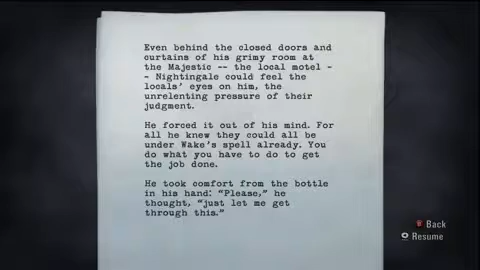 Even behind the closed doors and
curtains of his grimy room at
the Majestic -- the local motel -
- Nightingale could feel the
locals' eyes on him, the
unrelenting pressure of their
judgment.
He forced it out of his mind. For
all he knew they could all be
under Wake's spell already. You
do what you have to do to get
the job done.
He took comfort from the bottle
in his hand: "Please," he
thought, "just let me get
through this."
Back
Resume